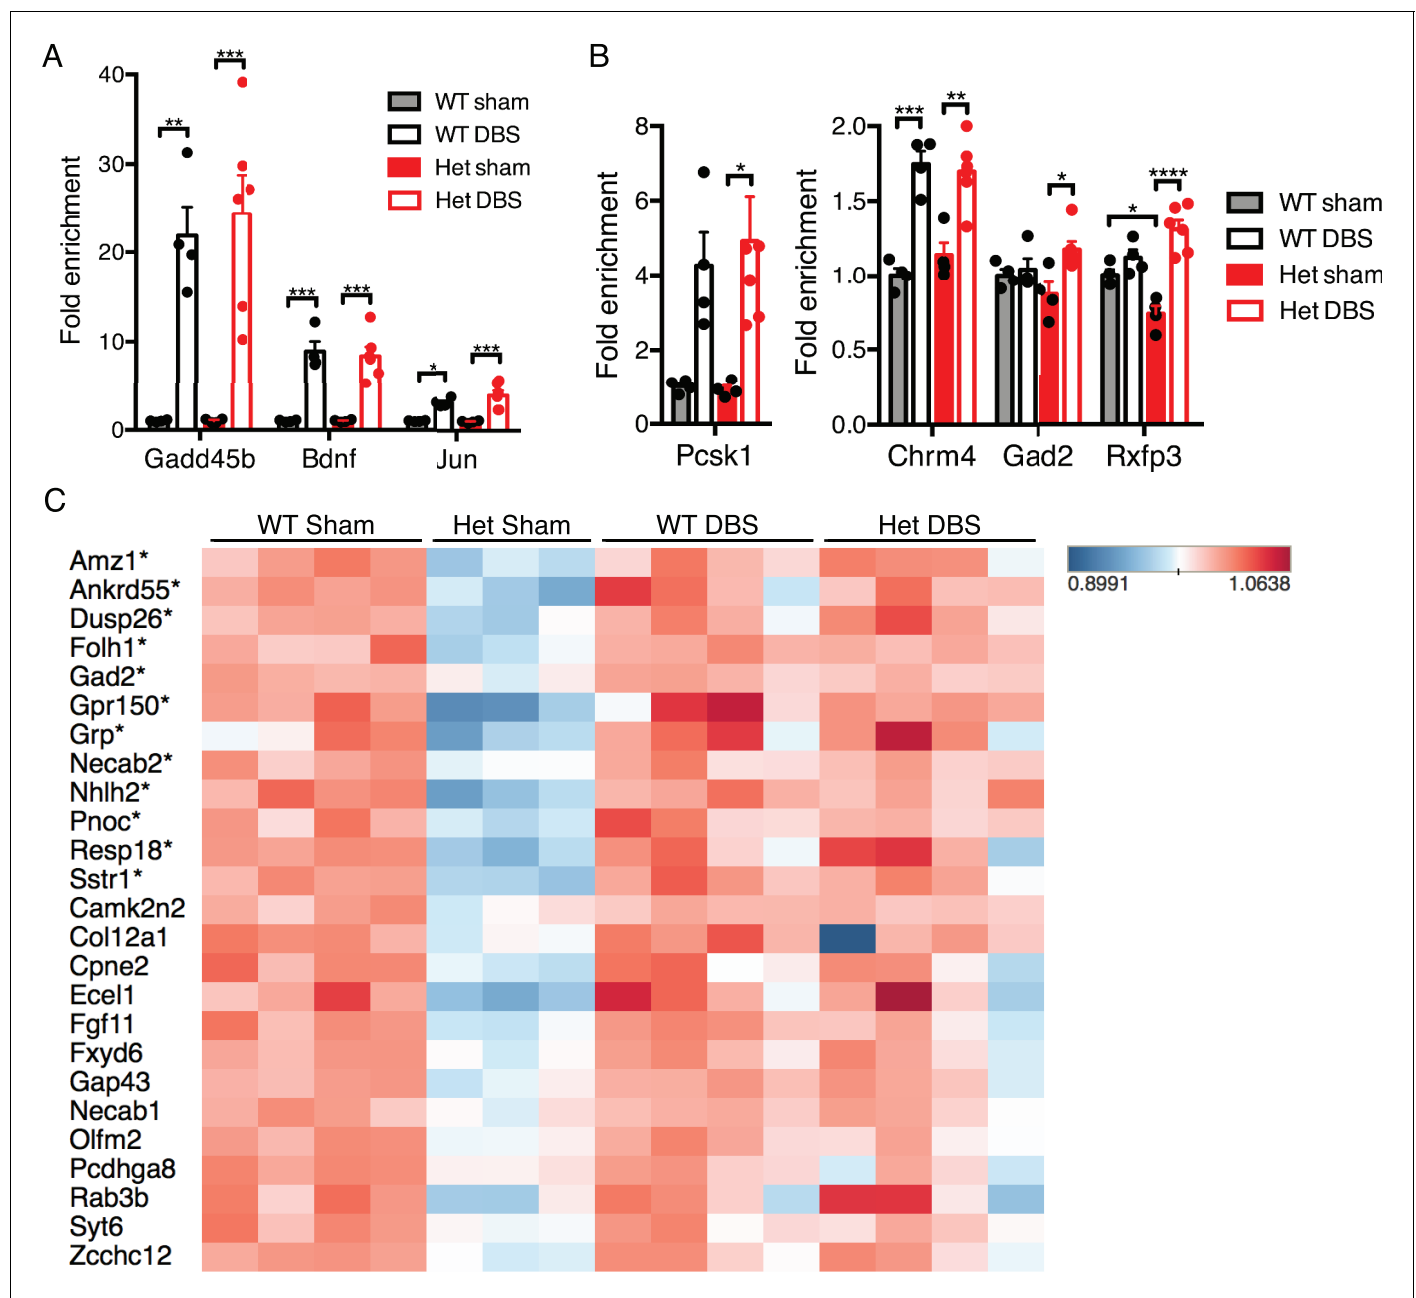 A
B
***
40
**
30
20
10
0
***
***
*
***
Fold enrichment
Gadd45b
Bdnf
Jun
WT sham
WT DBS
Het sham
Het DBS
8
6
4
2
0
*
Fold enrichment
Pcsk1
***
**
2.0
1.5
1.0
0.5
0.0
*
*
****
Fold enrichment
Chrm4
Gad2
Rxfp3
WT sham
WT DBS
Het sham
Het DBS
C
WT Sham
Het Sham
WT DBS
Het DBS
Amz1*
Ankrd55*
Dusp26*
Folh1*
Gad2*
Gpr150*
Grp*
Necab2*
Nhlh2*
Pnoc*
Resp18*
Sstr1*
Camk2n2
Col12a1
Cpne2
Ecel1
Fgf11
Fxyd6
Gap43
Necab1
Olfm2
Pcdhga8
Rab3b
Syt6
Zcchc12
0.8991
1.0638